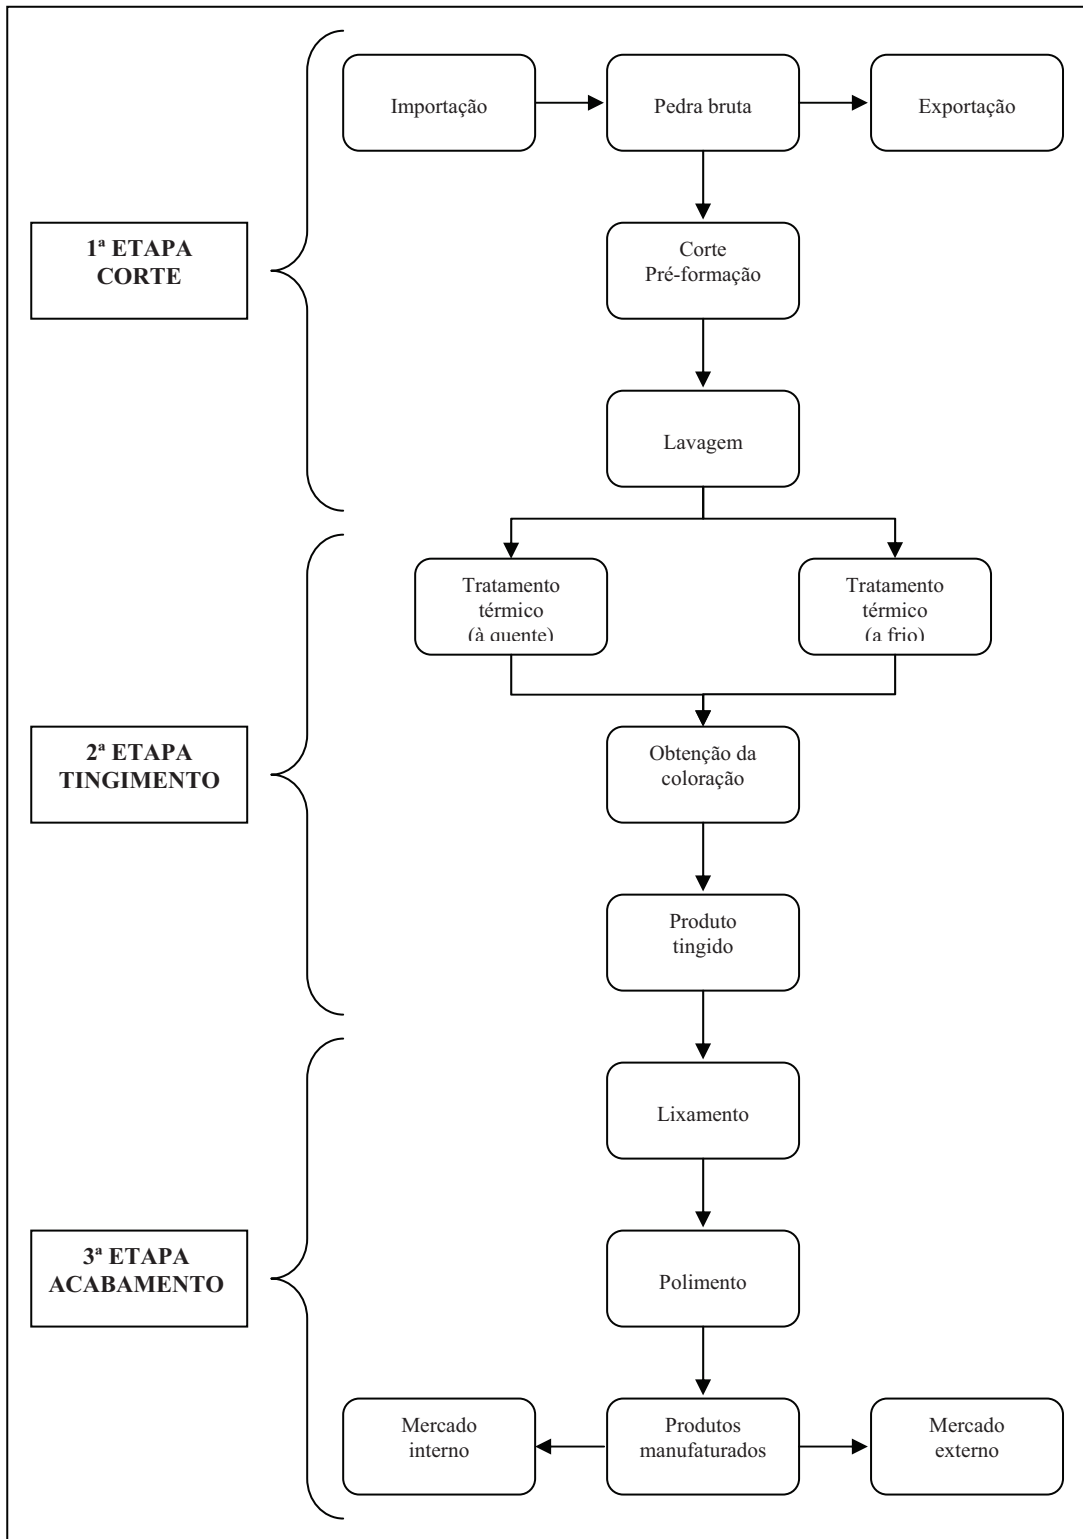 Importação
Pedra bruta
Exportação
1ª ETAPA
CORTE
Corte
Pré-formação
Lavagem
Tratamento
térmico
(à quente)
Tratamento
térmico
(a frio)
2ª ETAPA
TINGIMENTO
Obtenção da
coloração
Produto
tingido
Lixamento
3ª ETAPA
ACABAMENTO
Polimento
Mercado
interno
Produtos
manufaturados
Mercado
externo